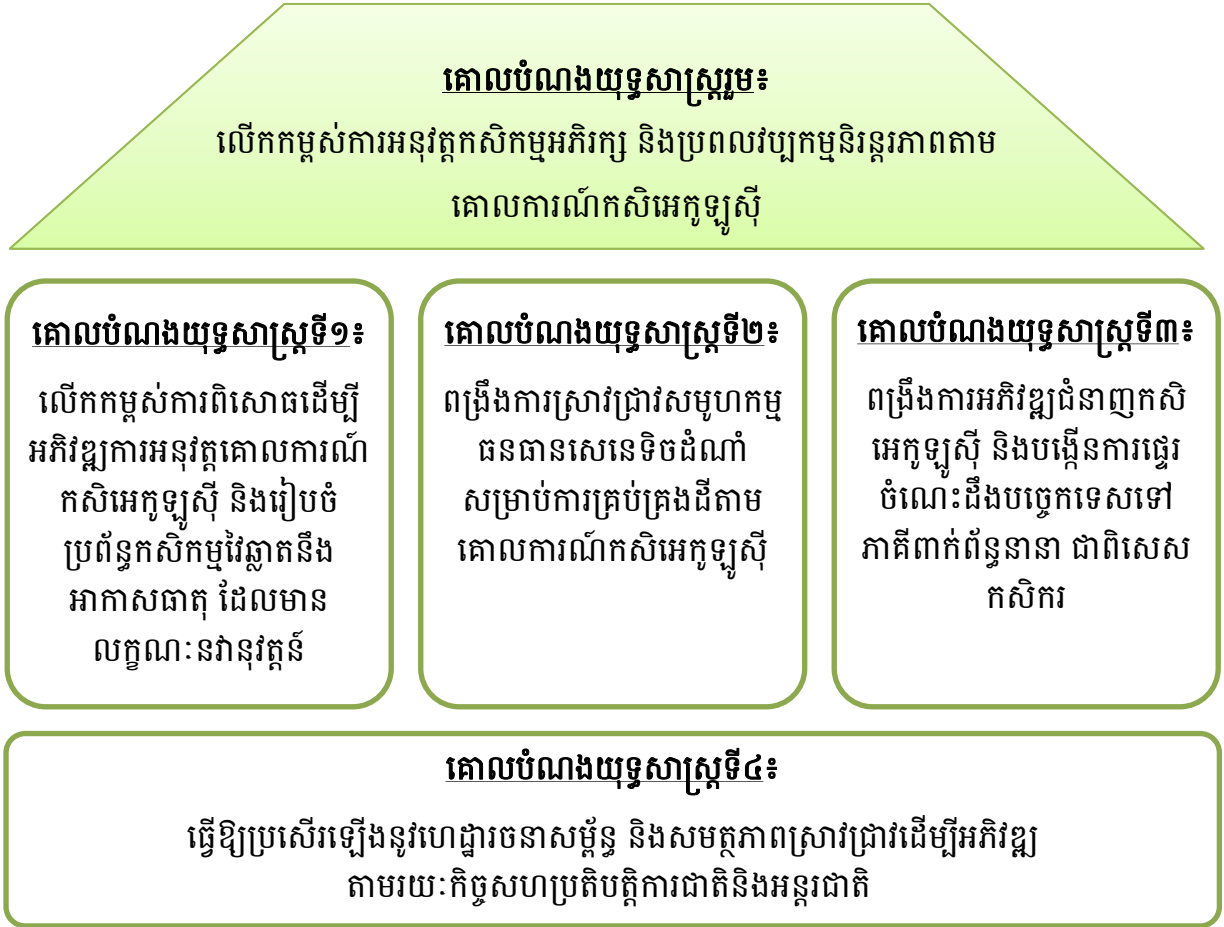 គោលបំណងយុទ្ធសាស្ត្ររួម៖
លើកកម្ពស់ការអនុវត្តកសិកម្មអភិរក្ស និងប្រពលវប្បកម្មនិរន្តរភាពតាម
គោលការណ៍កសិអេកូឡូស៊ី
គោលបំណងយុទ្ធសាស្ត្រទី១៖
លើកកម្ពស់ការពិសោធដើម្បី
អភិវឌ្ឍការអនុវត្តគោលការណ៍
កសិអេកូឡូស៊ី និងរៀបចំ
ប្រព័ន្ធកសិកម្មវៃឆ្លាតនឹង
អាកាសធាតុ ដែលមាន
លក្ខណៈនវានុវត្តន៍
គោលបំណងយុទ្ធសាស្ត្រទី២៖
ពង្រឹងការស្រាវជ្រាវសមូហកម្ម
ធនធានសេនេទិចដំណាំ
សម្រាប់ការគ្រប់គ្រងដីតាម
គោលការណ៍កសិអេកូឡូស៊ី
គោលបំណងយុទ្ធសាស្ត្រទី៣៖
ពង្រឹងការអភិវឌ្ឍជំនាញកសិ
អេកូឡូស៊ី និងបង្កើនការផ្ទេរ
ចំណេះដឹងបច្ចេកទេសទៅ
ភាគីពាក់ព័ន្ធនានា ជាពិសេស
កសិករ
គោលបំណងយុទ្ធសាស្ត្រទី៤៖
ធ្វើឱ្យប្រសើរឡើងនូវហេដ្ឋារចនាសម្ព័ន្ធ និងសមត្ថភាពស្រាវជ្រាវដើម្បីអភិវឌ្ឍ
តាមរយៈកិច្ចសហប្រតិបត្តិការជាតិនិងអន្តរជាតិ